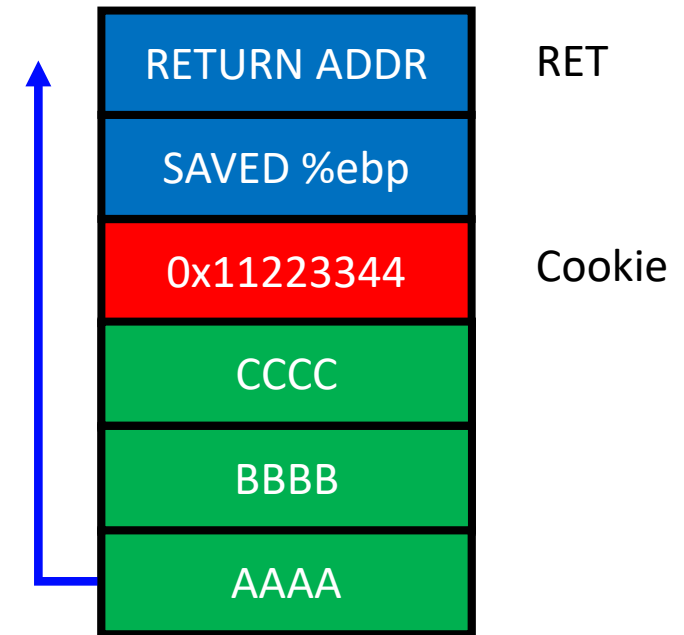 RETURN ADDR RET
SAVED %ebp
0x11223344 Cookie
CCCC
BBBB
AAAA